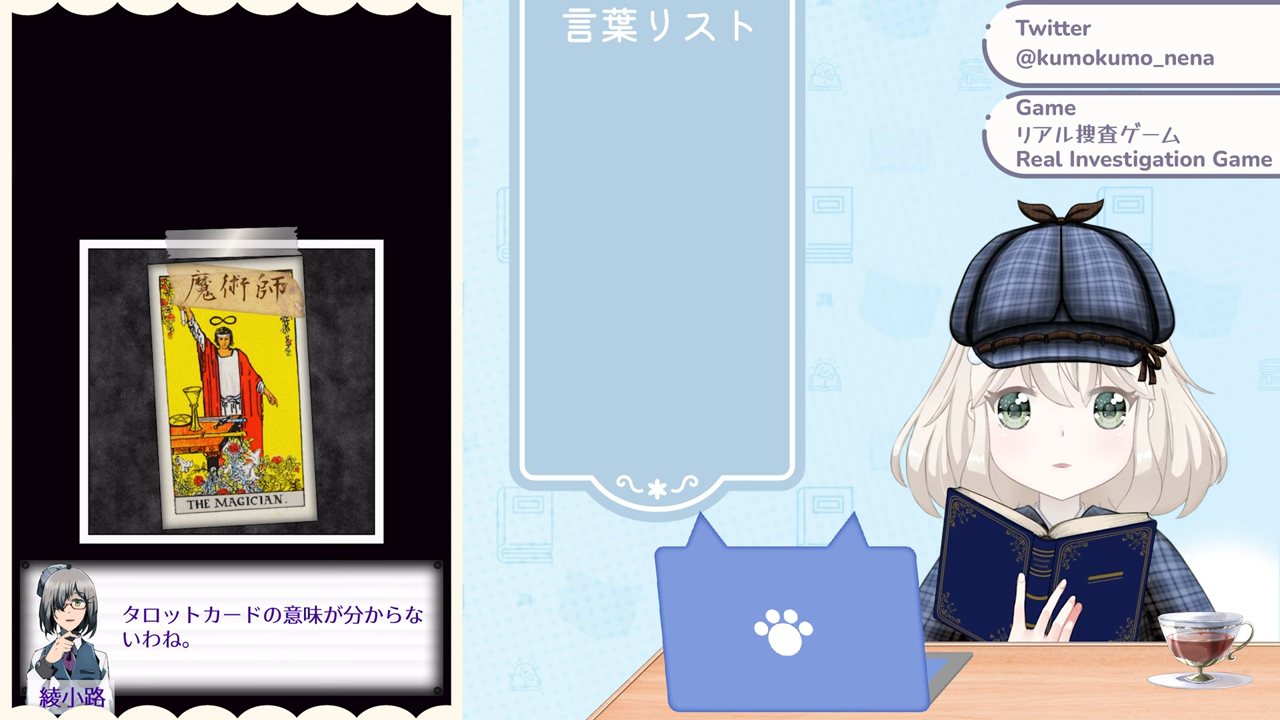 魔術師
THE MAGICIAN.
タロットカードの意味が分からな
いわね。
綾小路
言葉リスト
Twitter
@kumokumo_nena
Game
リアル捜査ゲーム
Real Investigation Game